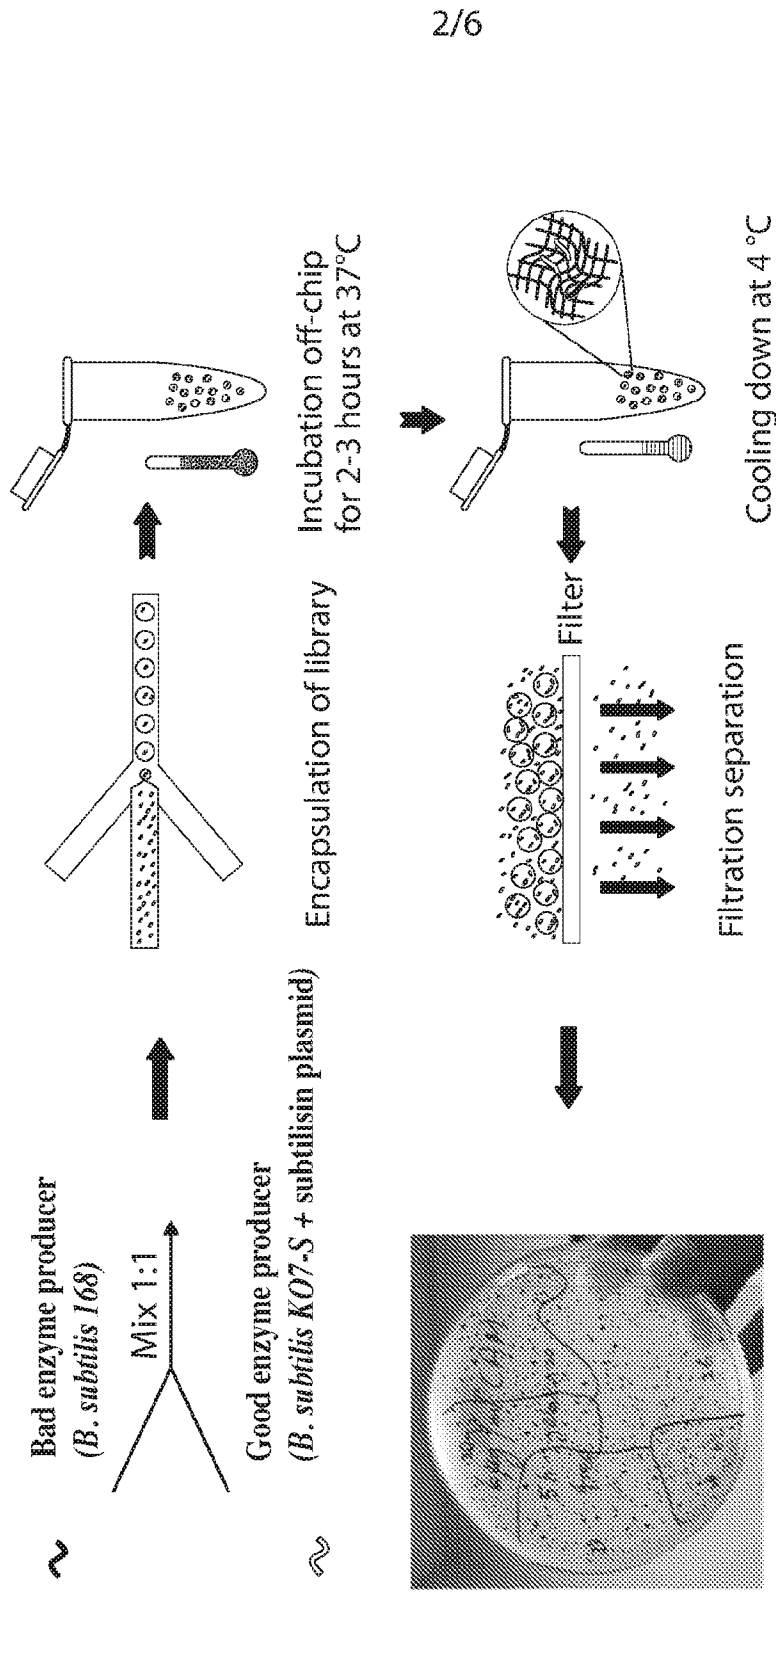 2/6
Bad enzyme producer
(B. subtilis 168)
Mix 1:1
Good enzyme producer
(B. subtilis KO7-S + subtilisin plasmid)
Encapsulation of library
Incubation off-chip
for 2-3 hours at 37°C
Cooling down at 4 °C
Filter
Filtration separation